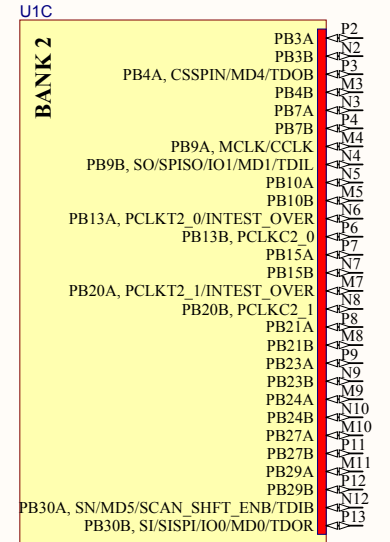 U1C
BANK 2
PB3A P2
PB3B N2
PB4A, CSSPIN/MD4/TDOB P3
PB4B M3
PB7A N3
PB7B P4
PB9A, MCLK/CCLK M4
PB9B, SO/SPISO/IO1/MD1/TDIL N4
PB10A N5
PB10B M5
PB13A, PCLKT2_0/INTEST_OVER N6
PB13B, PCLKC2_0 P6
PB15A P7
PB15B N7
PB20A, PCLKT2_1/INTEST_OVER M7
PB20B, PCLKC2_1 N8
PB21A P8
PB21B M8
PB23A P9
PB23B N9
PB24A M9
PB24B N10
PB27A M10
PB27B P11
PB29A M11
PB29B P12
PB30A, SN/MD5/SCAN_SHFT_ENB/TDIB N12
PB30B, SI/SISPI/IO0/MD0/TDOR P13